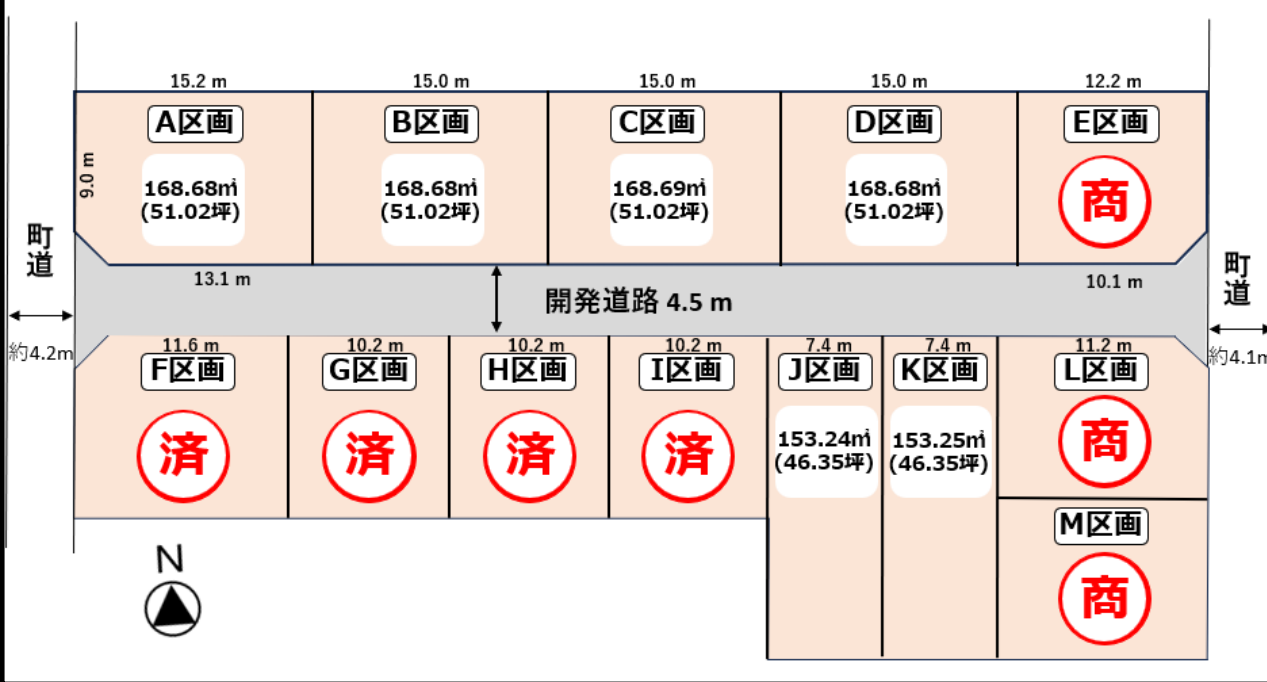 15.2 m
15.0 m
15.0 m
15.0 m
12.2 m
A区画
B区画
C区画
D区画
E区画
9.0 m
168.68㎡
(51.02坪)
168.68㎡
(51.02坪)
168.69㎡
(51.02坪)
168.68㎡
(51.02坪)
商
町道
町道
13.1 m
10.1 m
開発道路 4.5 m
約4.2m
約4.1m
11.6 m
10.2 m
10.2 m
10.2 m
7.4 m
7.4 m
11.2 m
F区画
G区画
H区画
I区画
J区画
K区画
L区画
済
済
済
済
153.24㎡
(46.35坪)
153.25㎡
(46.35坪)
商
M区画
商
N